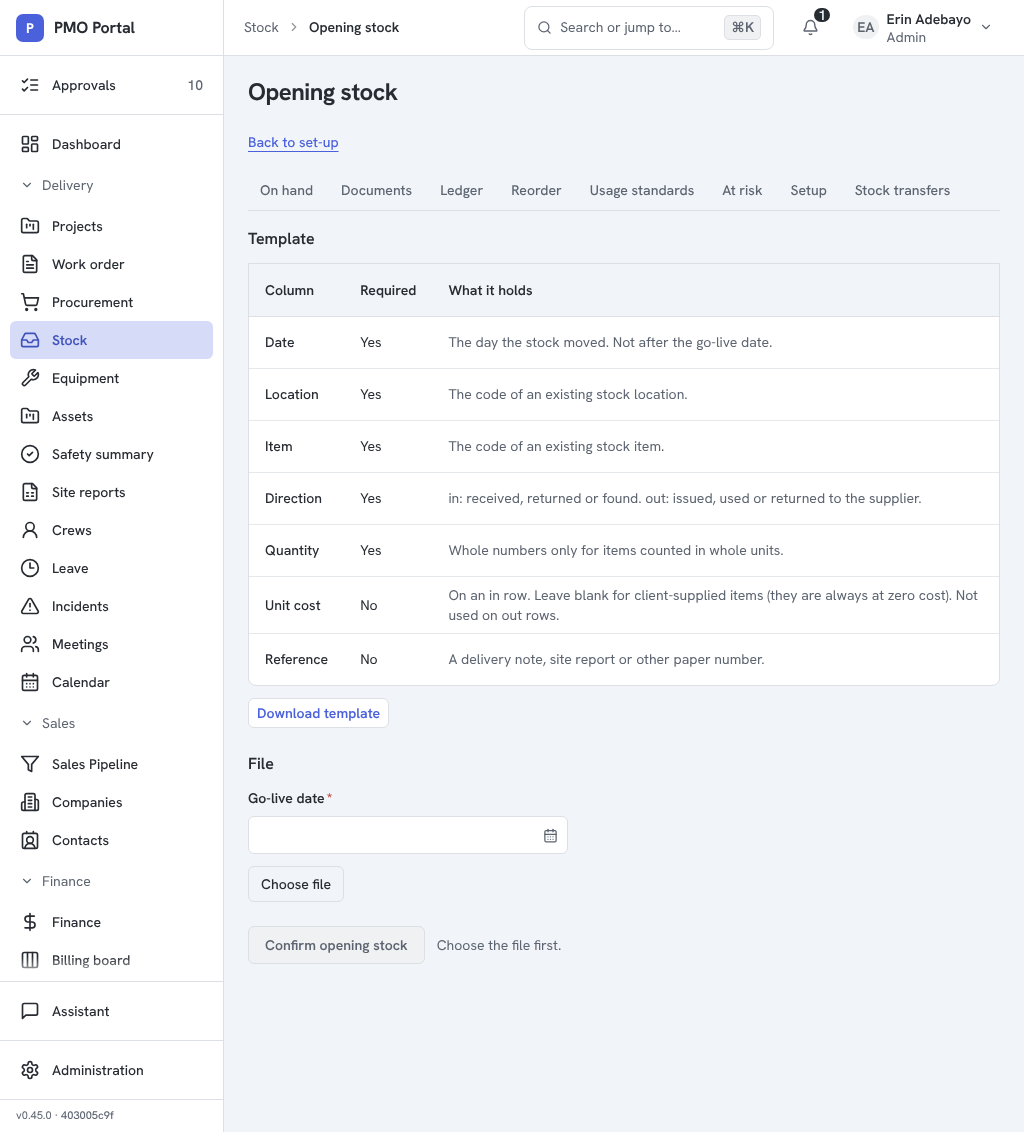 P PMO Portal
Stock > Opening stock
Search or jump to... ⌘K
1
EA Erin Adebayo
Admin
Approvals 10
Dashboard
Delivery
Projects
Work order
Procurement
Stock
Equipment
Assets
Safety summary
Site reports
Crews
Leave
Incidents
Meetings
Calendar
Sales
Sales Pipeline
Companies
Contacts
Finance
Finance
Billing board
Assistant
Administration
v0.45.0 · 403005c9f
Opening stock
Back to set-up
On hand Documents Ledger Reorder Usage standards At risk Setup Stock transfers
Template
Column Required What it holds
Date Yes The day the stock moved. Not after the go-live date.
Location Yes The code of an existing stock location.
Item Yes The code of an existing stock item.
Direction Yes in: received, returned or found. out: issued, used or returned to the supplier.
Quantity Yes Whole numbers only for items counted in whole units.
Unit cost No On an in row. Leave blank for client-supplied items (they are always at zero cost). Not
used on out rows.
Reference No A delivery note, site report or other paper number.
Download template
File
Go-live date *
Choose file
Confirm opening stock Choose the file first.